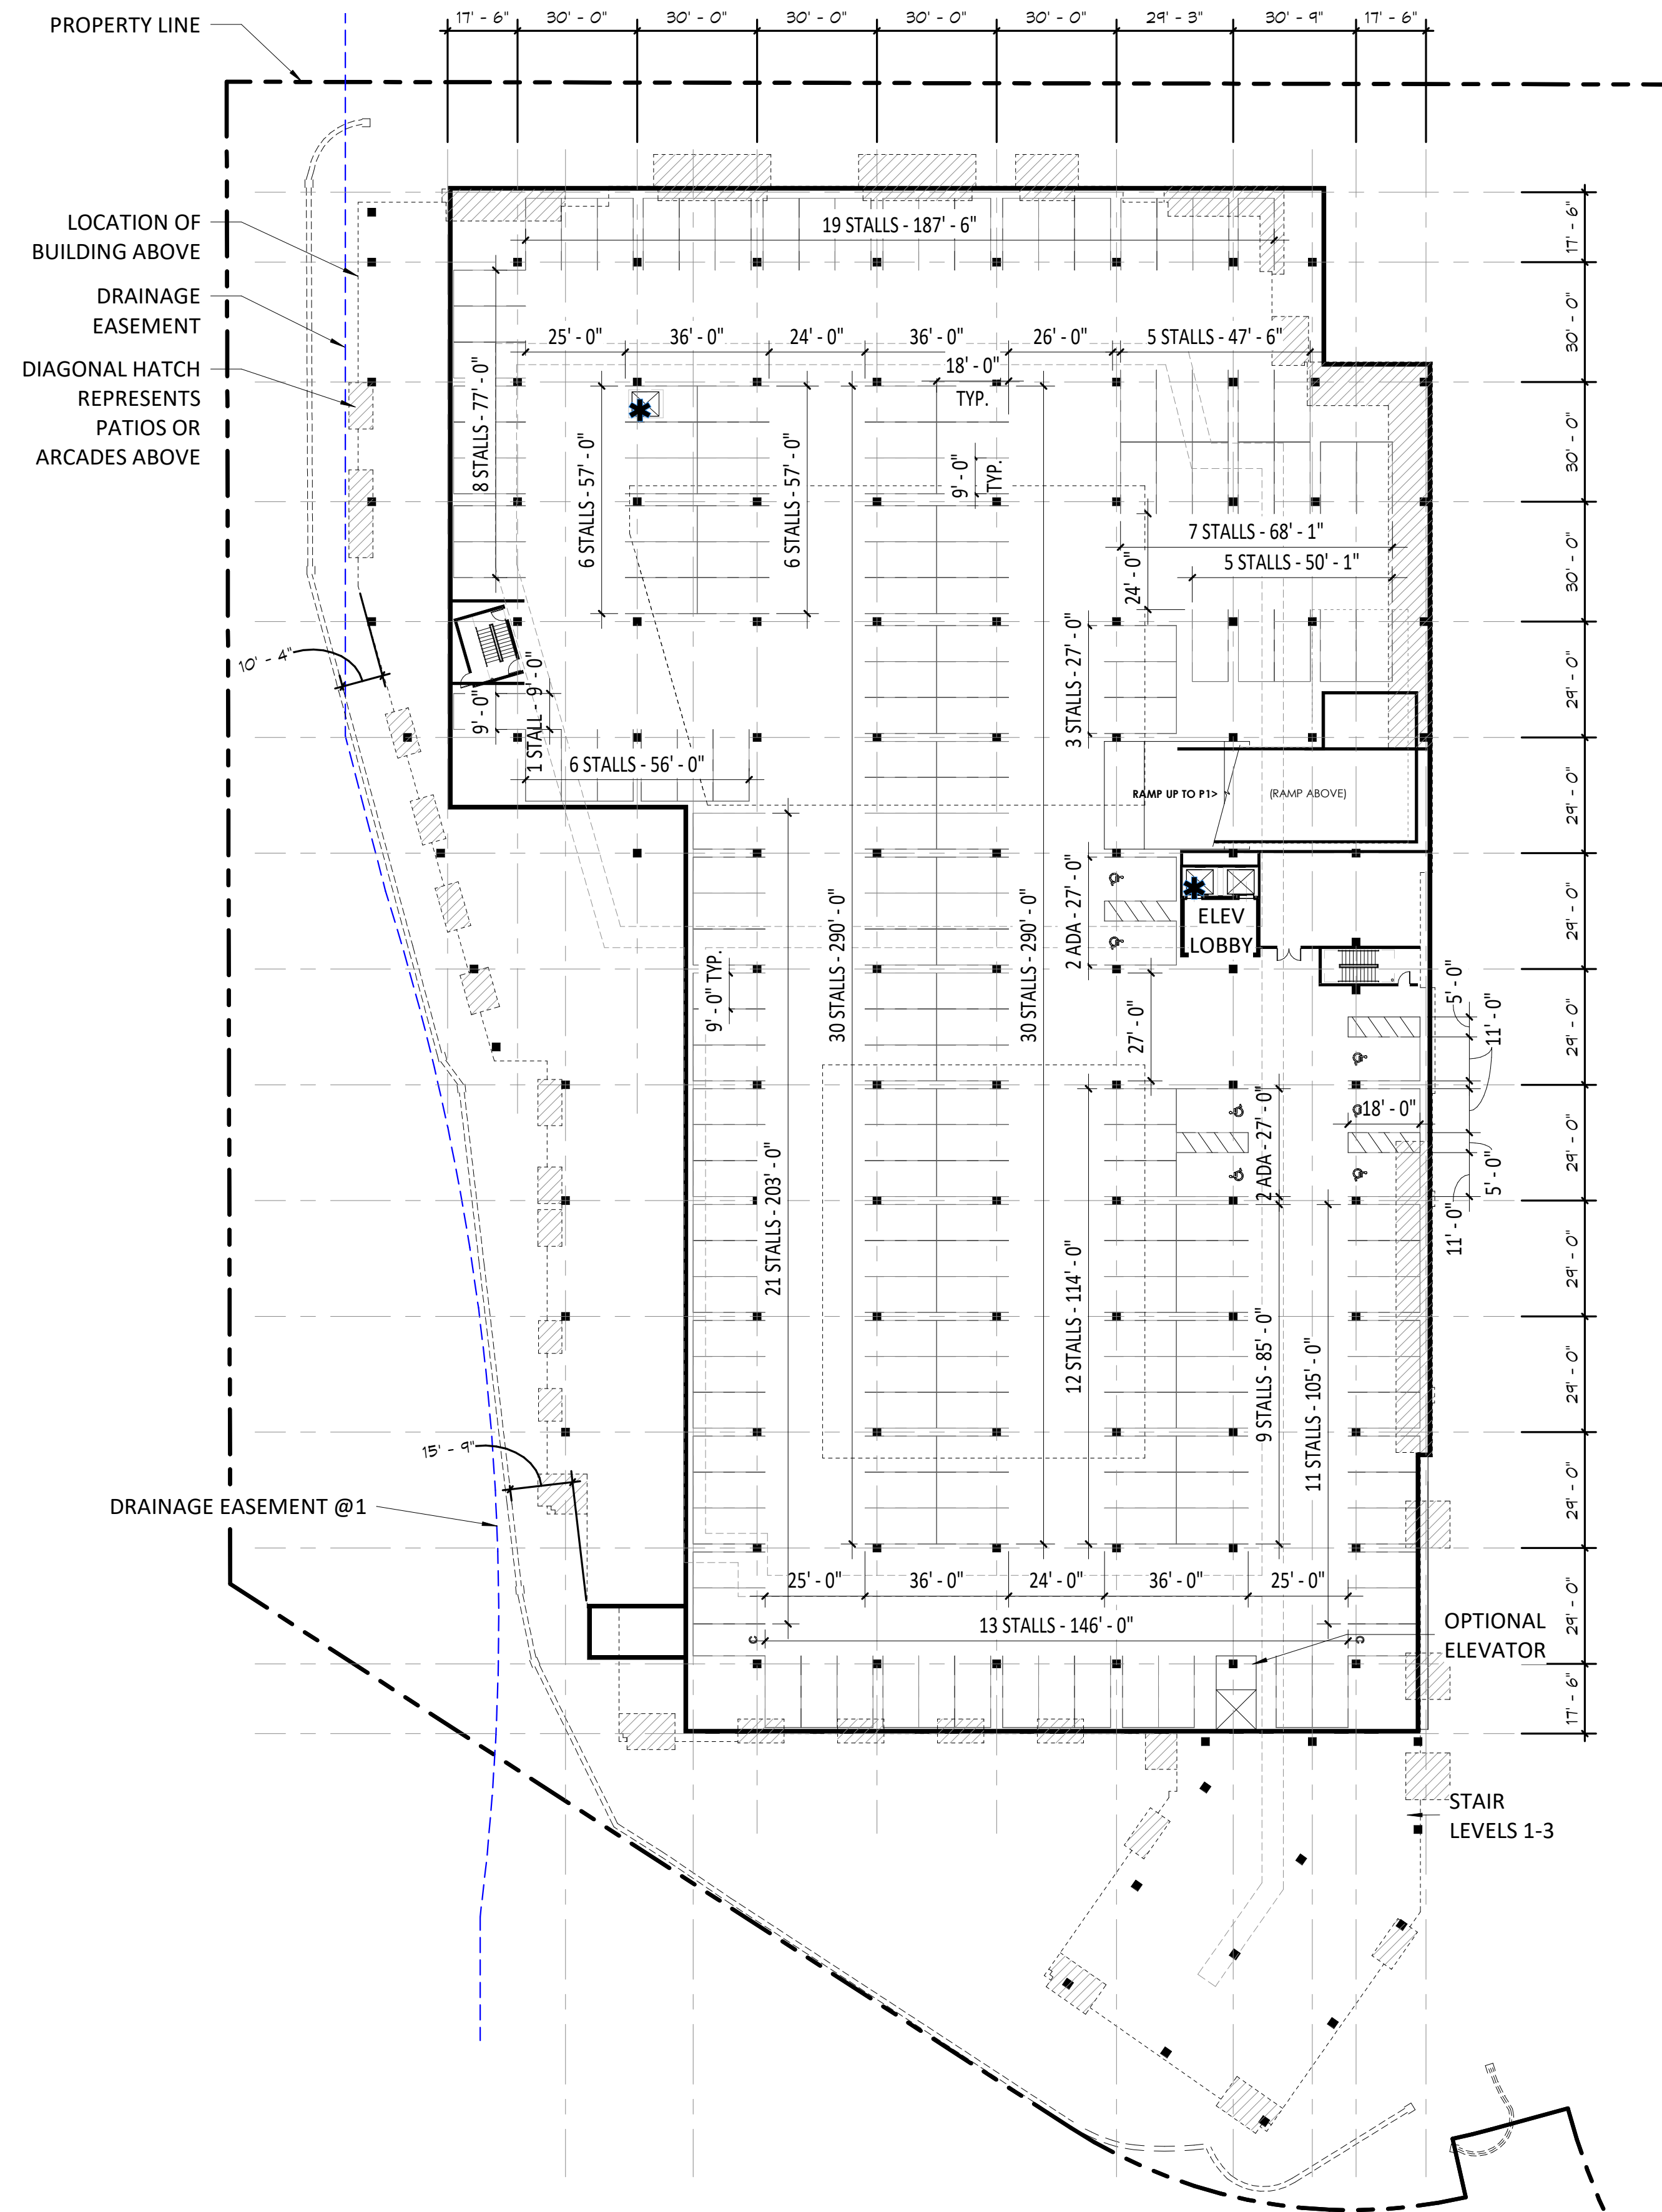 17' - 6" 30' - 0" 30' - 0" 30' - 0" 30' - 0" 30' - 0" 29' - 3" 30' - 9" 17' - 6"
PROPERTY LINE
LOCATION OF
BUILDING ABOVE
DRAINAGE
EASEMENT
DIAGONAL HATCH
REPRESENTS
PATIOS OR
ARCADES ABOVE
19 STALLS - 187' - 6"
17' - 6"
30' - 0"
25' - 0" 36' - 0" 24' - 0" 36' - 0" 26' - 0" 5 STALLS - 47' - 6"
18' - 0"
TYP.
8 STALLS - 77' - 0"
6 STALLS - 57' - 0"
6 STALLS - 57' - 0"
9' - 0"
TYP.
30' - 0"
7 STALLS - 68' - 1"
5 STALLS - 50' - 1"
24' - 0"
30' - 0"
10' - 4"
9' - 0"
1 STALL - 9' - 0"
3 STALLS - 27' - 0"
29' - 0"
6 STALLS - 56' - 0"
RAMP UP TO P1>
(RAMP ABOVE)
29' - 0"
2 ADA - 27' - 0"
ELEV
LOBBY
29' - 0"
30 STALLS - 290' - 0"
30 STALLS - 290' - 0"
9' - 0" TYP.
27' - 0"
5' - 0"
11' - 0"
29' - 0"
18' - 0"
2 ADA - 27' - 0"
5' - 0"
11' - 0"
29' - 0"
21 STALLS - 203' - 0"
12 STALLS - 114' - 0"
9 STALLS - 85' - 0"
11 STALLS - 105' - 0"
29' - 0"
29' - 0"
15' - 9"
29' - 0"
DRAINAGE EASEMENT @1
25' - 0" 36' - 0" 24' - 0" 36' - 0" 25' - 0"
13 STALLS - 146' - 0"
C
C
29' - 0"
OPTIONAL
ELEVATOR
17' - 6"
STAIR
LEVELS 1-3